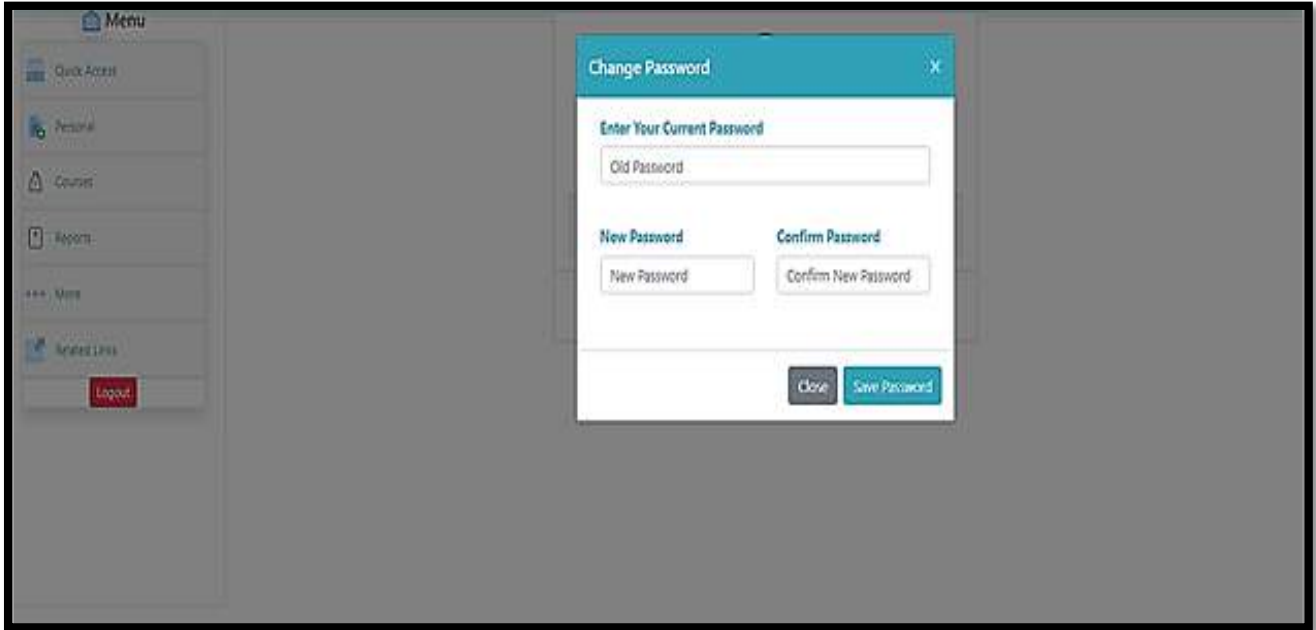 Menu
Quick Access
Personal
Courses
Reports
More
Related Links
Logout
Change Password X
Enter Your Current Password
Old Password
New Password Confirm Password
New Password Confirm New Password
Close Save Password